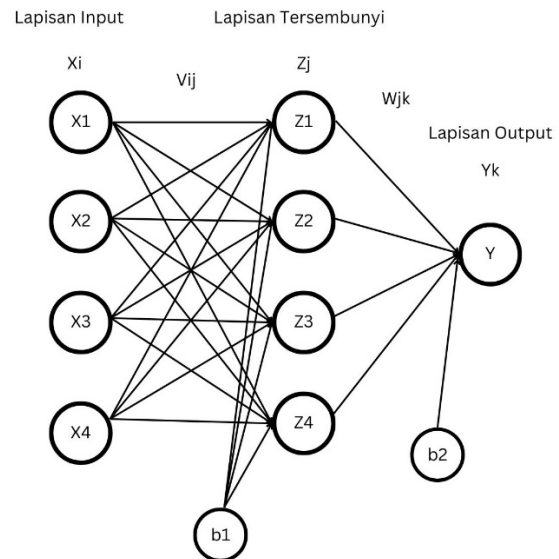 Lapisan Input
Lapisan Tersembunyi
Xi
Vij
Zj
Wjk
Lapisan Output
Yk
X1
Z1
X2
Z2
Y
X3
Z3
X4
Z4
b2
b1